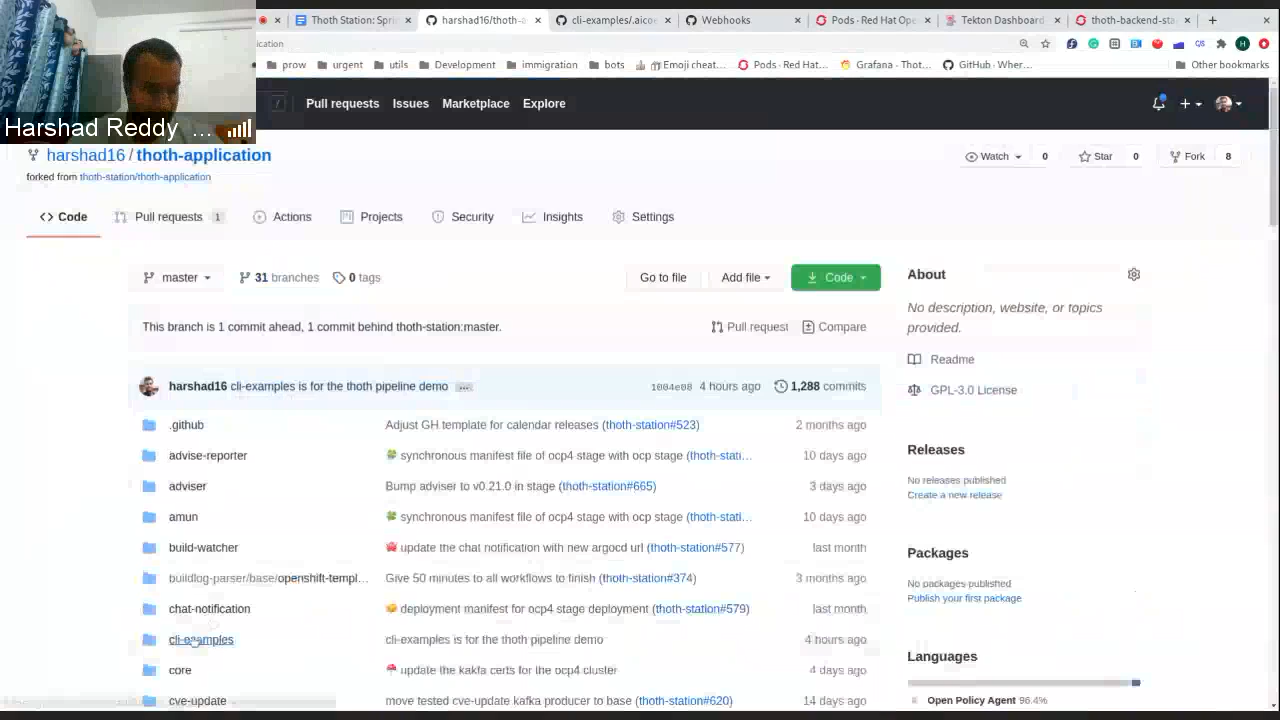 Thoth Station: Spri
harshad16/thoth-a
cli-examples/.aicoe
Webhooks
Pods · Red Hat Ope
Tekton Dashboard
thoth-backend-sta
ication
prow
urgent
utils
Development
immigration
bots
Emoji cheat...
Pods · Red Hat...
Grafana - Thot...
GitHub · Wher...
Other bookmarks
Harshad Reddy ...
Pull requests Issues Marketplace Explore
harshad16 / thoth-application
Watch 0 Star 0 Fork 8
forked from thoth-station/thoth-application
Code Pull requests 1 Actions Projects Security Insights Settings
master 31 branches 0 tags Go to file Add file Code
This branch is 1 commit ahead, 1 commit behind thoth-station:master. Pull request Compare
harshad16 cli-examples is for the thoth pipeline demo ... 1004e08 4 hours ago 1,288 commits
.github Adjust GH template for calendar releases (thoth-station#523) 2 months ago
advise-reporter synchronous manifest file of ocp4 stage with ocp stage (thoth-stati... 10 days ago
adviser Bump adviser to v0.21.0 in stage (thoth-station#665) 3 days ago
amun synchronous manifest file of ocp4 stage with ocp stage (thoth-stati... 10 days ago
build-watcher update the chat notification with new argocd url (thoth-station#577) last month
buildlog-parser/base/openshift-templ... Give 50 minutes to all workflows to finish (thoth-station#374) 3 months ago
chat-notification deployment manifest for ocp4 stage deployment (thoth-station#579) last month
cli-examples cli-examples is for the thoth pipeline demo 4 hours ago
core update the kakfa certs for the ocp4 cluster 4 days ago
cve-update move tested cve-update kafka producer to base (thoth-station#620) 14 days ago
About
No description, website, or topics
provided.
Readme
GPL-3.0 License
Releases
No releases published
Create a new release
Packages
No packages published
Publish your first package
Languages
Open Policy Agent 96.4%